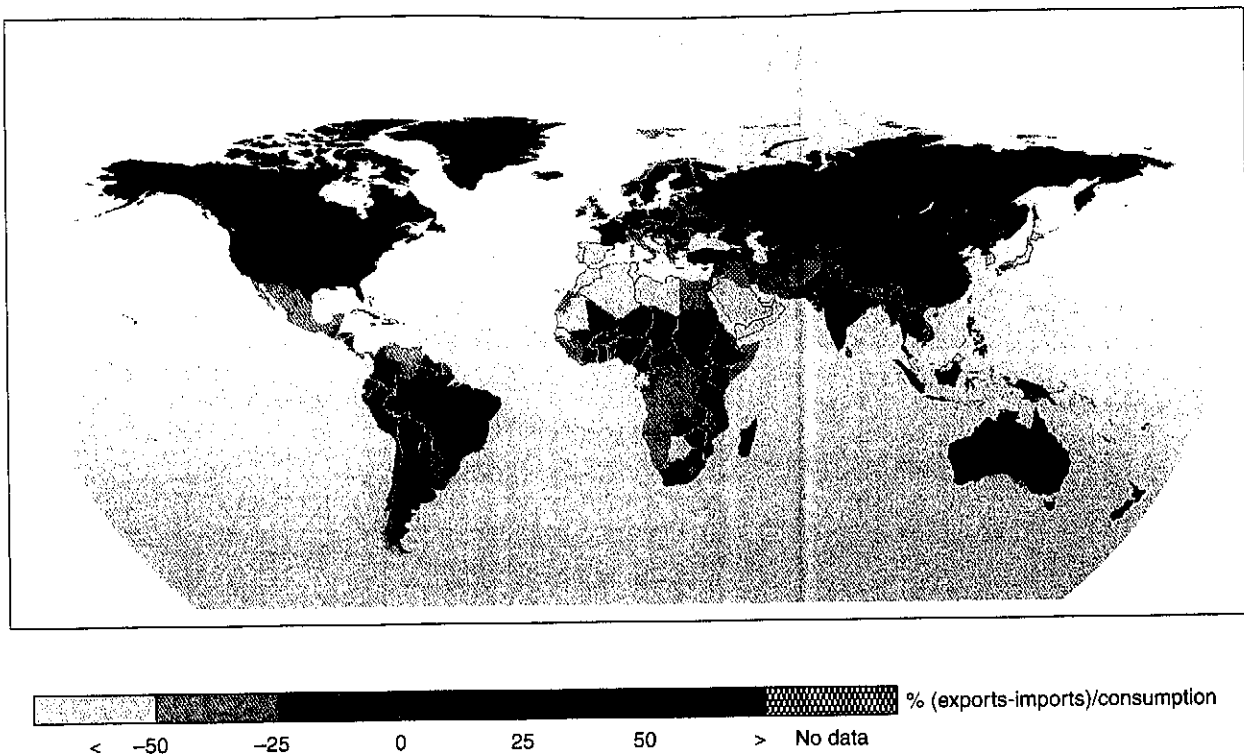 % (exports-imports)/consumption
< −50 −25 0 25 50 > No data